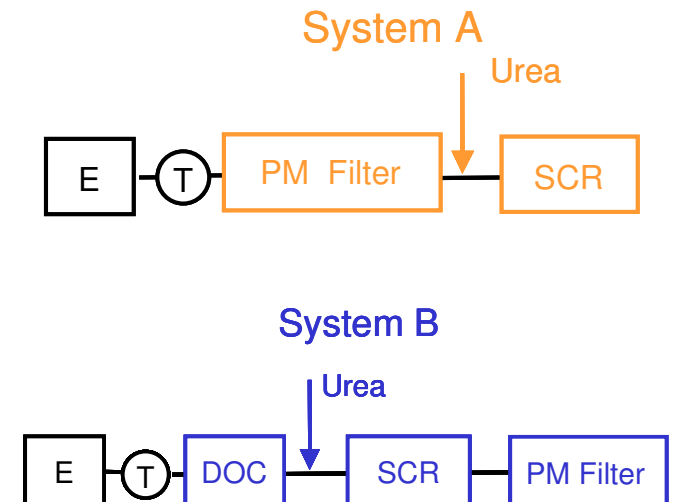 System A
Urea
E
T
PM Filter
SCR
System B
Urea
E
T
DOC
SCR
PM Filter